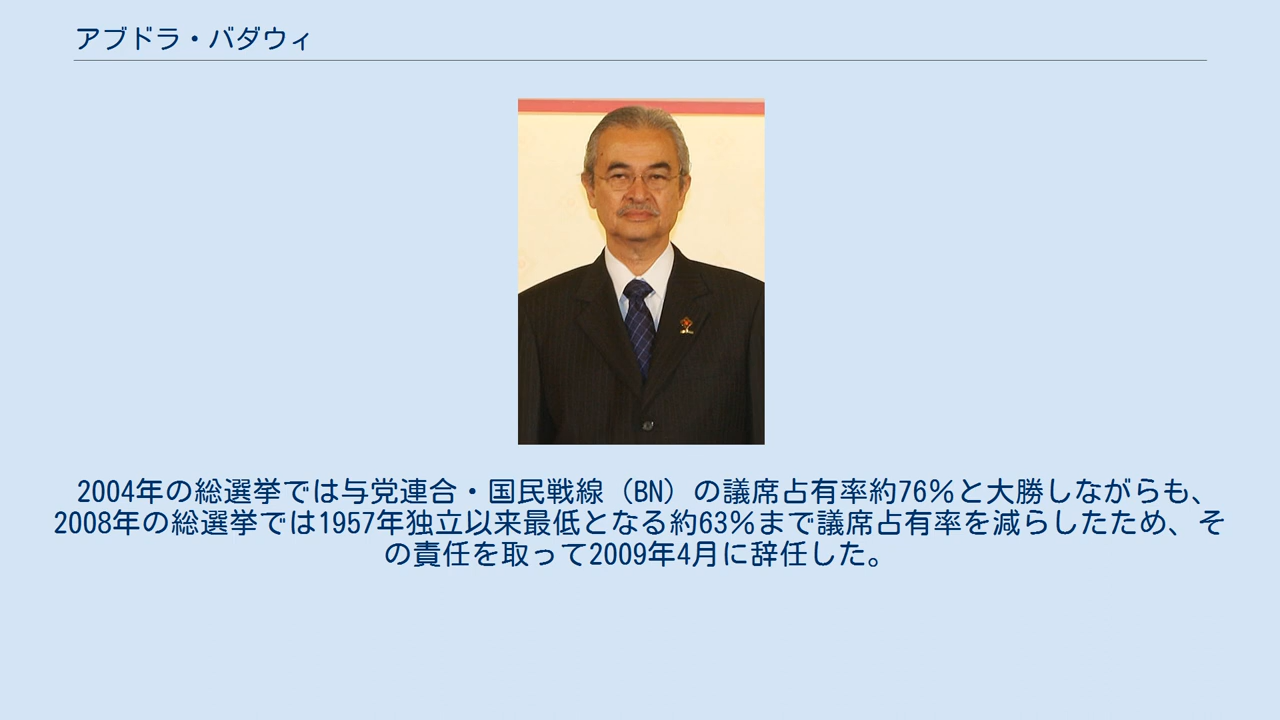 アブドラ・バダウィ
2004年の総選挙では与党連合・国民戦線（BN）の議席占有率約76％と大勝しながらも、
2008年の総選挙では1957年独立以来最低となる約63％まで議席占有率を減らしたため、そ
の責任を取って2009年4月に辞任した。